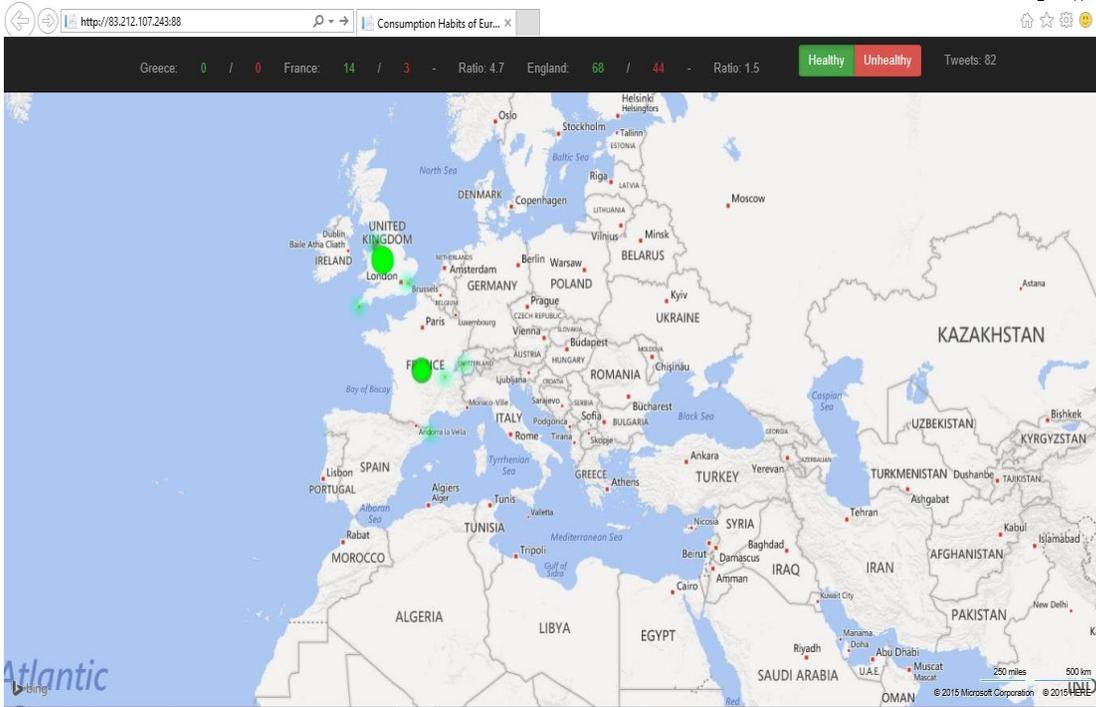 http://83.212.107.243:88
Consumption Habits of Eur...
Greece: 0 / 0 France: 14 / 3 - Ratio: 4.7 England: 68 / 44 - Ratio: 1.5 Healthy Unhealthy Tweets: 82
Helsinki
Helsingfors
Oslo
Stockholm
Tallinn
ESTONIA
Baltic Sea
North Sea
Riga
LATVIA
DENMARK
Copenhagen
Moscow
LITHUANIA
Vilnius
Minsk
UNITED
KINGDOM
Dublin
Baile Atha Cliath
IRELAND
BELARUS
NETHERLANDS
Amsterdam
Berlin
Warsaw
London
Brussels
BELGIUM
GERMANY
POLAND
Astana
Prague
CZECH REPUBLIC
Kyiv
UKRAINE
Paris
Luxembourg
Vienna
SLOVAKIA
KAZAKHSTAN
Budapest
AUSTRIA
HUNGARY
MOLDOVA
Chișinău
FRANCE
SWITZERLAND
Ljubljana
CROATIA
ROMANIA
Bay of Biscay
Monaco-Ville
Sarajevo
SERBIA
Bucharest
Caspian
Sea
ITALY
Podgorica
Sofia
BULGARIA
Black Sea
Bishkek
UZBEKISTAN
Andorra la Vella
Rome
Tirana
Skopje
GEORGIA
KYRGYZSTAN
Ankara
Yerevan
AZERBAIJAN
Tyrrhenian
Sea
Lisbon
SPAIN
PORTUGAL
GREECE
Athens
TURKEY
TURKMENISTAN
Dushanbe
TAJIKISTAN
Ashgabat
Algiers
Alger
Tunis
Alboran
Sea
Valletta
Tehran
TUNISIA
Nicosia
SYRIA
Kabul
Rabat
MOROCCO
Mediterranean Sea
Tripoli
Beirut
Damascus
Baghdad
Islamabad
AFGHANISTAN
Gulf of
Sidra
Amman
IRAQ
IRAN
Cairo
Kuwait City
New Delhi
ALGERIA
LIBYA
EGYPT
PAKISTAN
Manama
Doha
Riyadh
Abu Dhabi
U.A.E.
Muscat
Mascat
SAUDI ARABIA
OMAN
Red
Atlantic
bing
250 miles 500 km
© 2015 Microsoft Corporation © 2015 HERE
IND